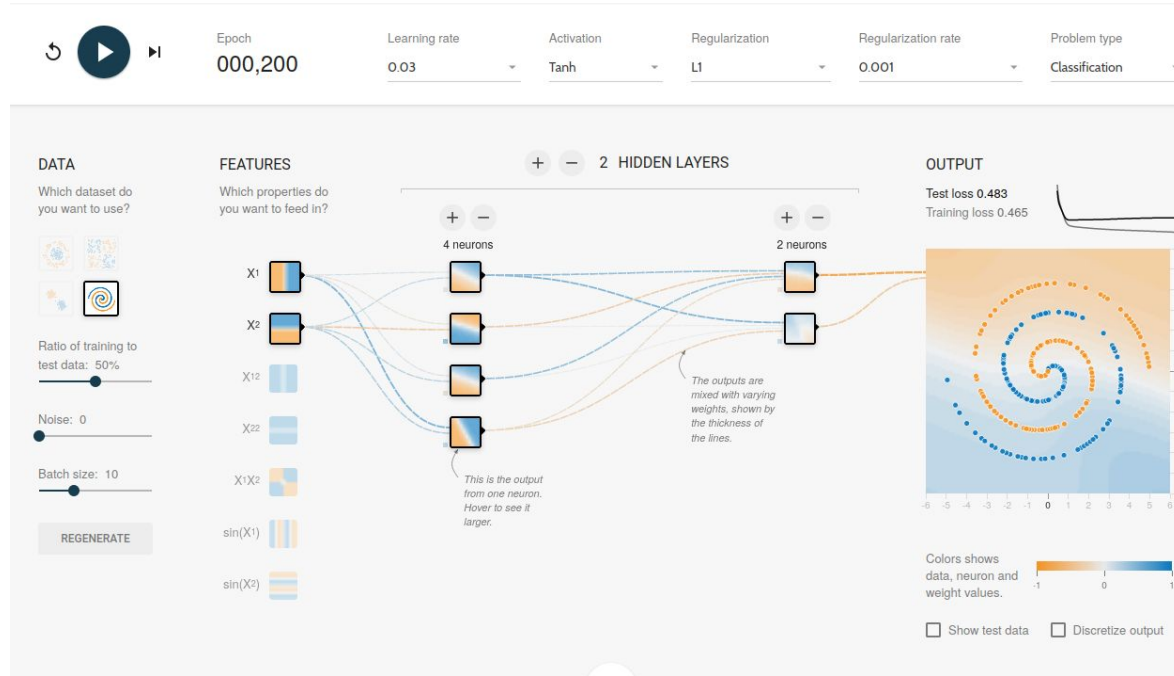 Epoch
000,200
Learning rate
0.03
Activation
Tanh
Regularization
L1
Regularization rate
0.001
Problem type
Classification
DATA
Which dataset do
you want to use?
Ratio of training to
test data: 50%
Noise: 0
Batch size: 10
REGENERATE
FEATURES
Which properties do
you want to feed in?
X1
X2
X12
X22
X1X2
sin(X1)
sin(X2)
+ − 2 HIDDEN LAYERS
+ −
4 neurons
+ −
2 neurons
This is the output
from one neuron.
Hover to see it
larger.
The outputs are
mixed with varying
weights, shown by
the thickness of
the lines.
OUTPUT
Test loss 0.483
Training loss 0.465
-6 -5 -4 -3 -2 -1 0 1 2 3 4 5 6
Colors shows
data, neuron and
weight values.
-1 0 1
Show test data
Discretize output